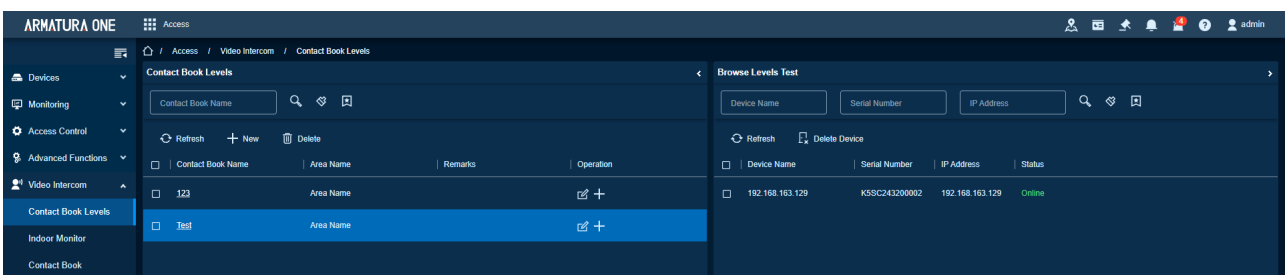 ARMATURA ONE
Access
4
? admin
Devices
Monitoring
Access Control
Advanced Functions
Video Intercom
Contact Book Levels
Indoor Monitor
Contact Book
/ Access / Video Intercom / Contact Book Levels
Contact Book Levels
Contact Book Name
Refresh New Delete
Contact Book Name Area Name Remarks Operation
123 Area Name
Test Area Name
Browse Levels Test
Device Name Serial Number IP Address
Refresh Delete Device
Device Name Serial Number IP Address Status
192.168.163.129 K5SC243200002 192.168.163.129 Online